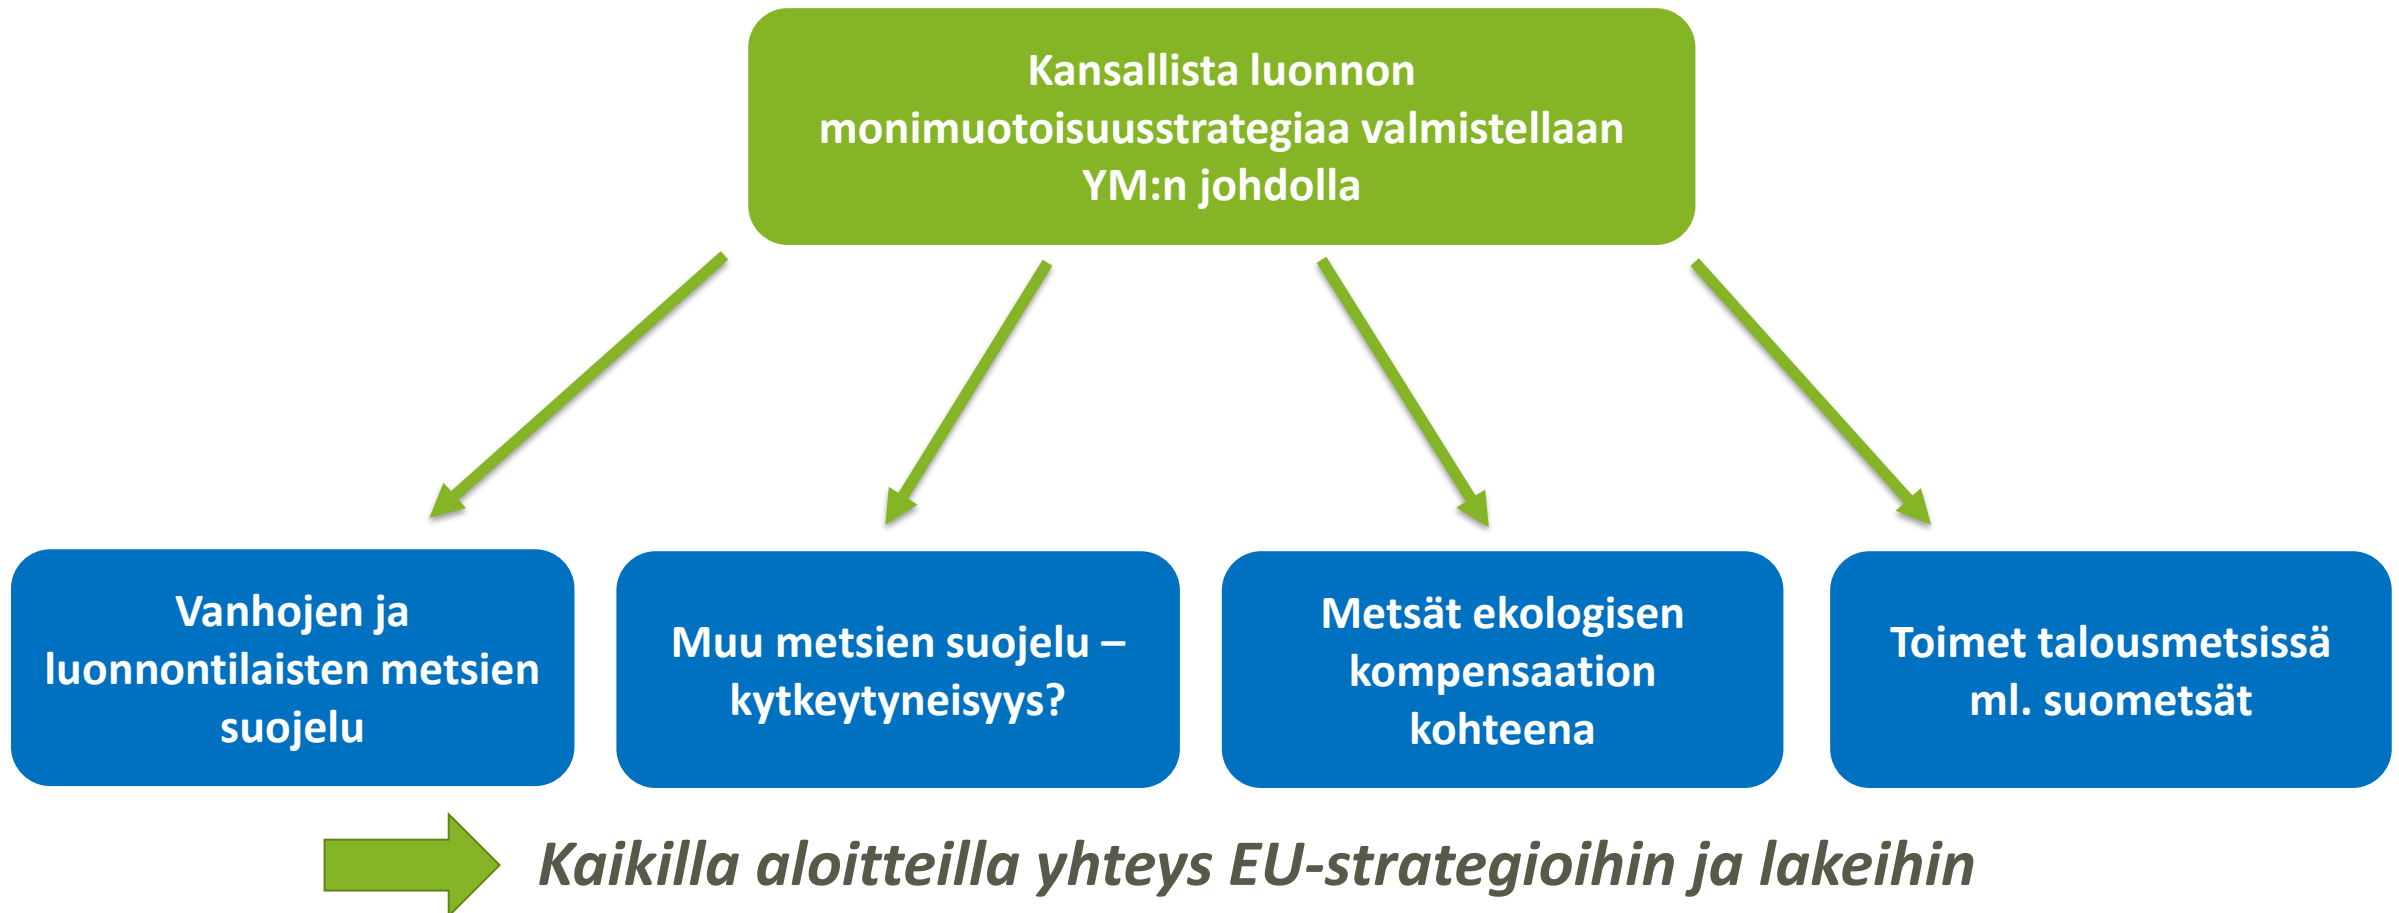 Kansallista luonnon
monimuotoisuusstrategiaa valmistellaan
YM:n johdolla
Vanhojen ja
luonnontilaisten metsien
suojelu
Muu metsien suojelu –
kytkeytyneisyys?
Metsät ekologisen
kompensaation
kohteena
Toimet talousmetsissä
ml. suometsät
Kaikilla aloitteilla yhteys EU-strategioihin ja lakeihin